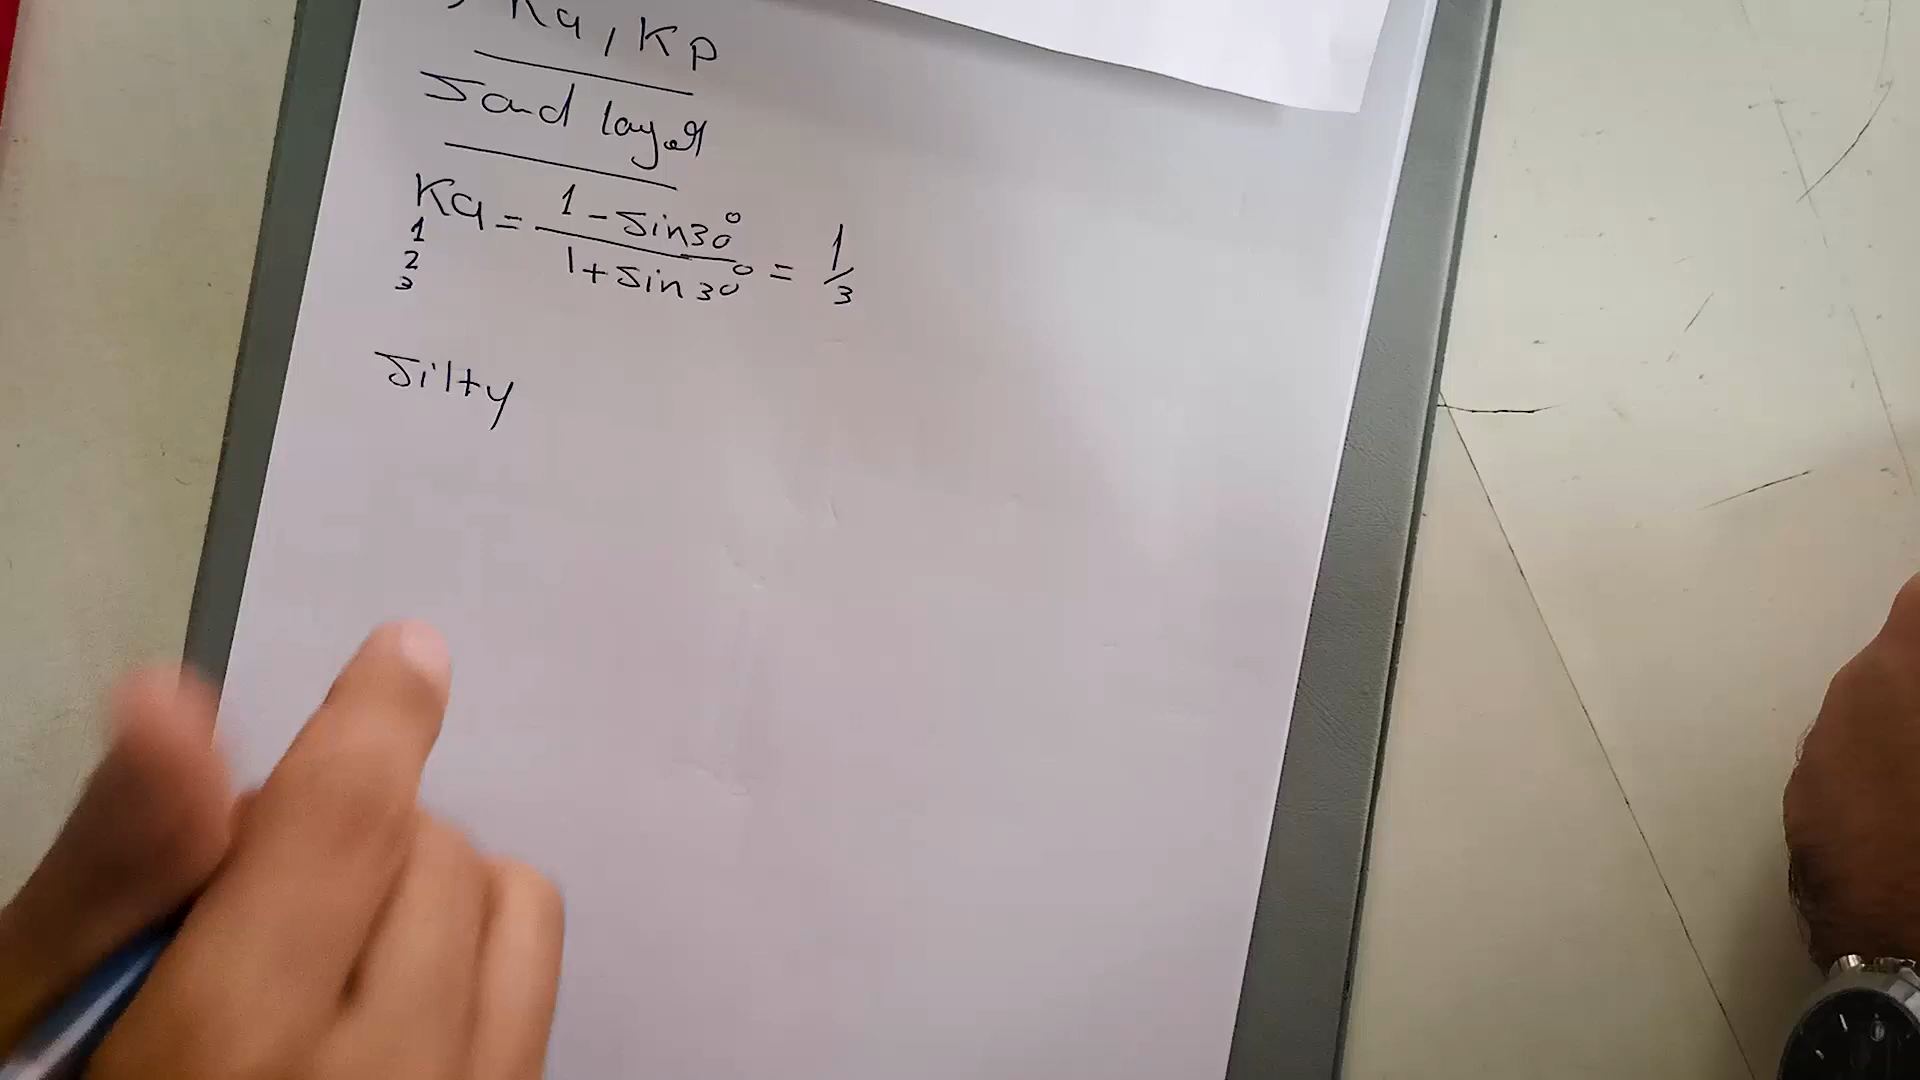 Ka, Kp
Sand layer
Ka = 1 - Sin30° / 1 + Sin30° = 1/3
1
2
3
Silty